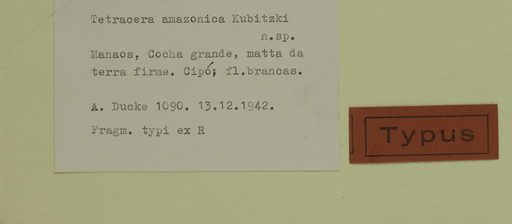 Tetracera amazonica Kubitzki
n.sp.
Manaos, Cocha grande, matta da
terra firme. Cipó; fl.brancas.
A. Ducke 1090. 13.12.1942.
Fragm. typi ex R
Typus